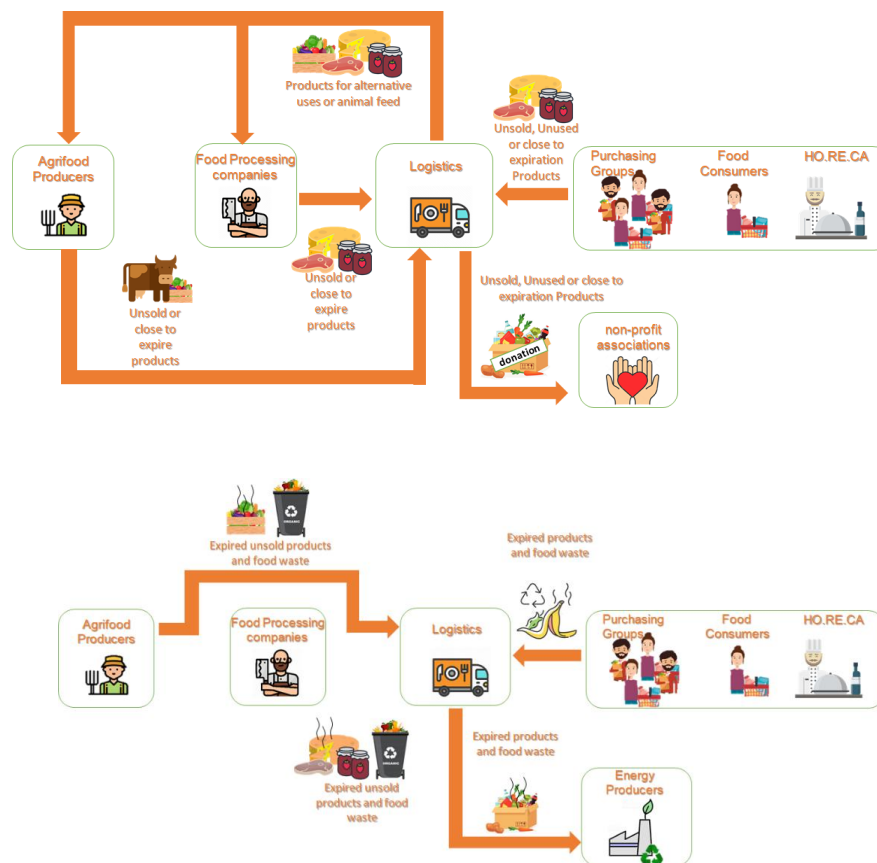 Products for alternative
uses or animal feed
Unsold, Unused
or close to
expiration
Products
Agrifood
Producers
Food Processing
companies
Logistics
Purchasing
Groups
Food
Consumers
HO.RE.CA
Unsold or
close to
expire
products
Unsold or
close to
expire
products
Unsold, Unused or close to
expiration Products
donation
non-profit
associations
Expired unsold products
and food waste
ORGANIC
Expired products
and food waste
Agrifood
Producers
Food Processing
companies
Logistics
Purchasing
Groups
Food
Consumers
HO.RE.CA
ORGANIC
Expired unsold
products and food
waste
Expired products
and food waste
Energy
Producers